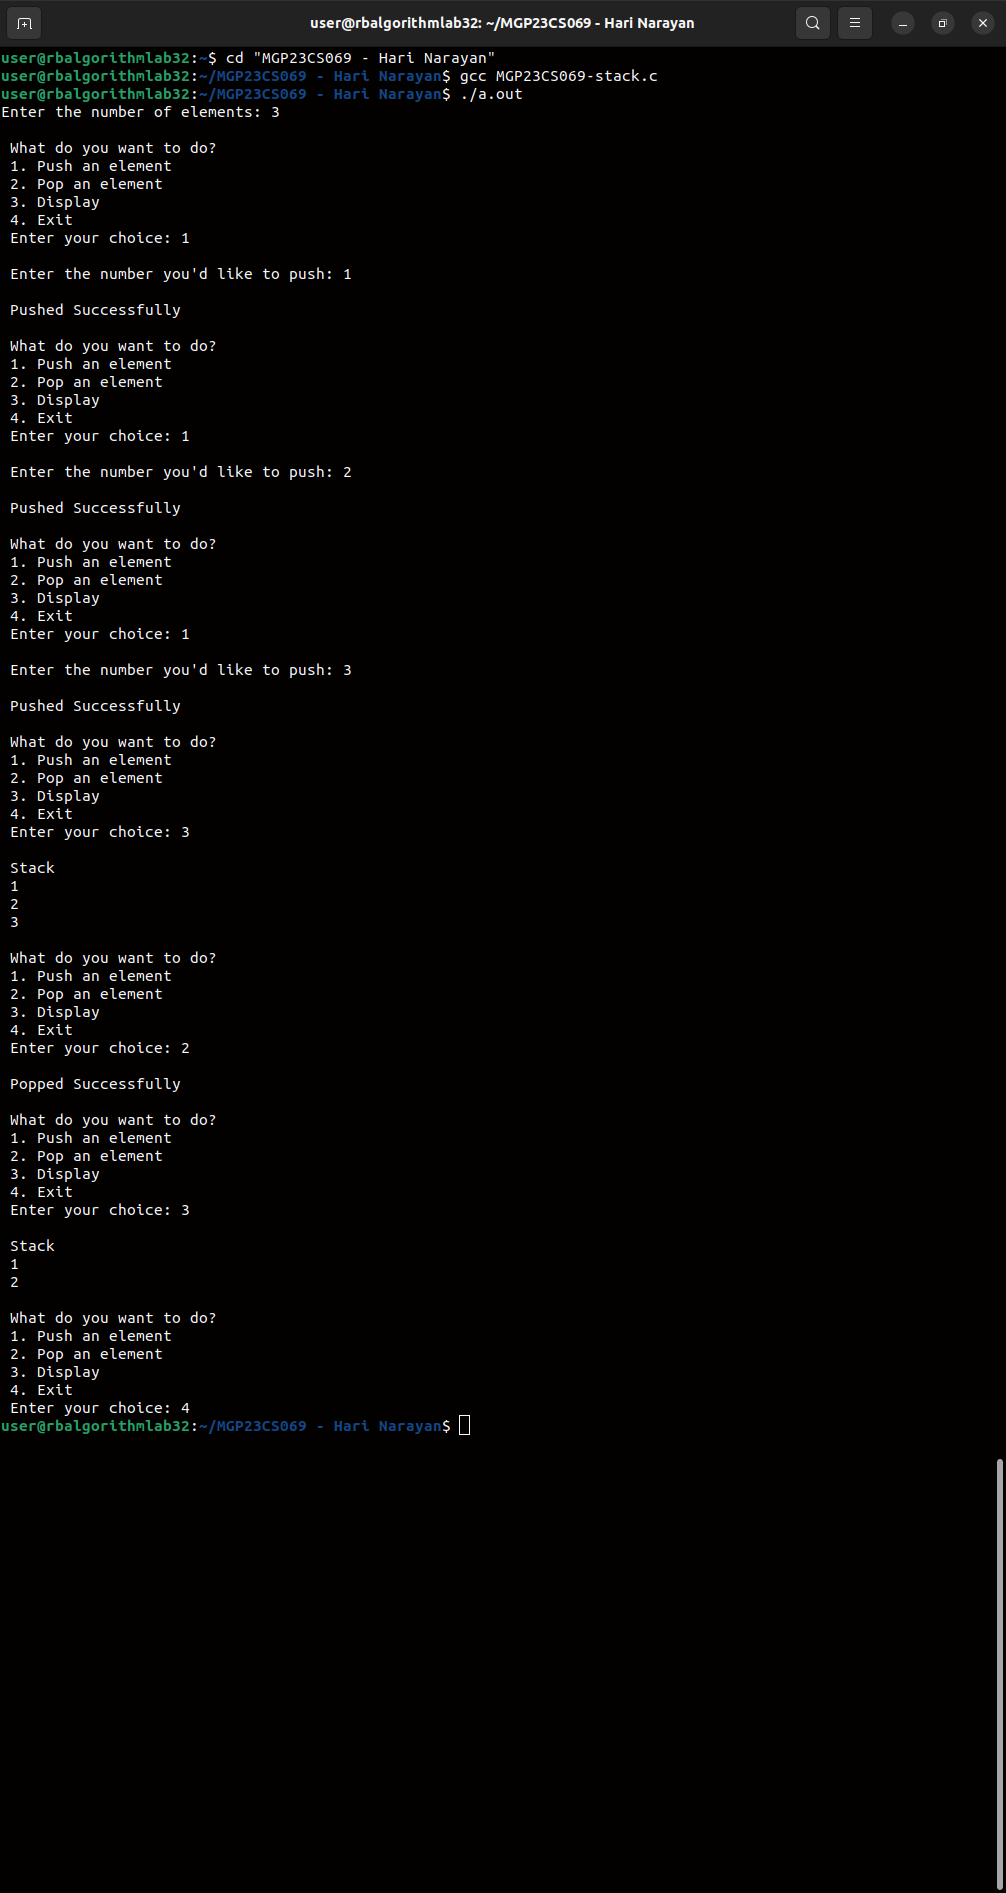 user@rbalgorithmlab32: ~/MGP23CS069 - Hari Narayan
user@rbalgorithmlab32:~$ cd "MGP23CS069 - Hari Narayan"
user@rbalgorithmlab32:~/MGP23CS069 - Hari Narayan$ gcc MGP23CS069-stack.c
user@rbalgorithmlab32:~/MGP23CS069 - Hari Narayan$ ./a.out
Enter the number of elements: 3
What do you want to do?
1. Push an element
2. Pop an element
3. Display
4. Exit
Enter your choice: 1
Enter the number you'd like to push: 1
Pushed Successfully
What do you want to do?
1. Push an element
2. Pop an element
3. Display
4. Exit
Enter your choice: 1
Enter the number you'd like to push: 2
Pushed Successfully
What do you want to do?
1. Push an element
2. Pop an element
3. Display
4. Exit
Enter your choice: 1
Enter the number you'd like to push: 3
Pushed Successfully
What do you want to do?
1. Push an element
2. Pop an element
3. Display
4. Exit
Enter your choice: 3
Stack
1
2
3
What do you want to do?
1. Push an element
2. Pop an element
3. Display
4. Exit
Enter your choice: 2
Popped Successfully
What do you want to do?
1. Push an element
2. Pop an element
3. Display
4. Exit
Enter your choice: 3
Stack
1
2
What do you want to do?
1. Push an element
2. Pop an element
3. Display
4. Exit
Enter your choice: 4
user@rbalgorithmlab32:~/MGP23CS069 - Hari Narayan$